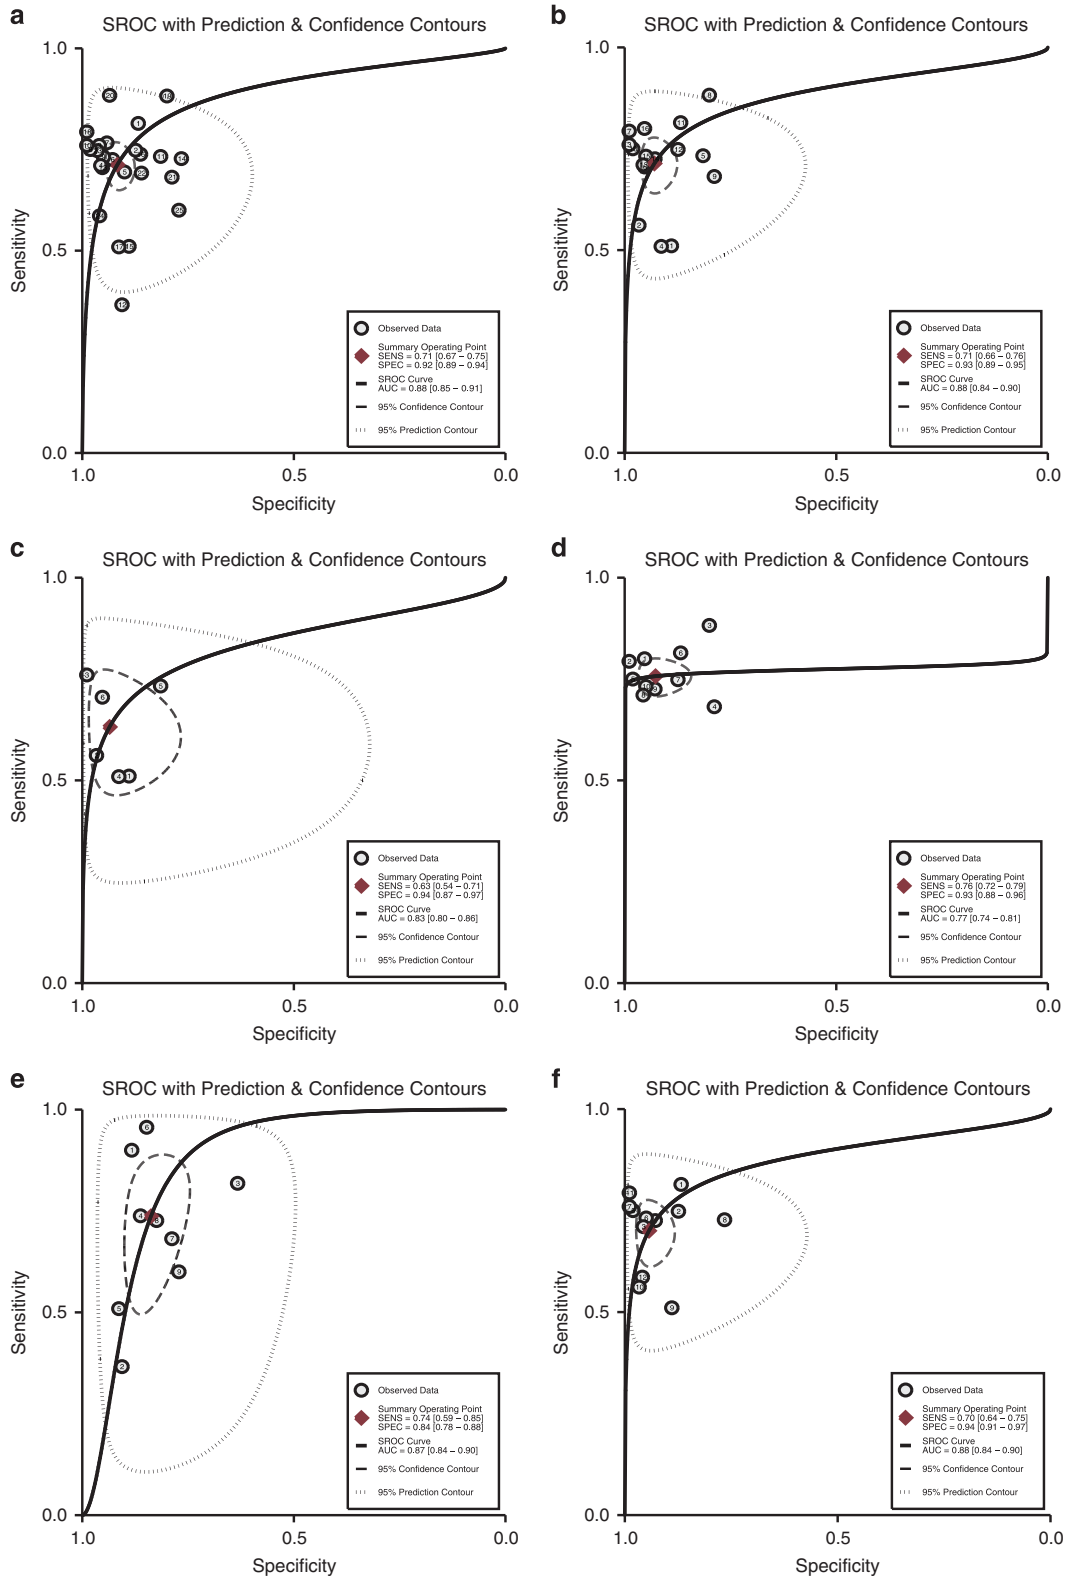 a
SROC with Prediction & Confidence Contours
1.0
0.5
0.0
Sensitivity
1.0 0.5 0.0
Specificity
Observed Data
Summary Operating Point
SENS = 0.71 [0.67 – 0.75]
SPEC = 0.92 [0.89 – 0.94]
SROC Curve
AUC = 0.88 [0.85 – 0.91]
95% Confidence Contour
95% Prediction Contour
b
SROC with Prediction & Confidence Contours
1.0
0.5
0.0
Sensitivity
1.0 0.5 0.0
Specificity
Observed Data
Summary Operating Point
SENS = 0.71 [0.66 – 0.76]
SPEC = 0.93 [0.89 – 0.95]
SROC Curve
AUC = 0.88 [0.84 – 0.90]
95% Confidence Contour
95% Prediction Contour
c
SROC with Prediction & Confidence Contours
1.0
0.5
0.0
Sensitivity
1.0 0.5 0.0
Specificity
Observed Data
Summary Operating Point
SENS = 0.63 [0.54 – 0.71]
SPEC = 0.94 [0.87 – 0.97]
SROC Curve
AUC = 0.83 [0.80 – 0.86]
95% Confidence Contour
95% Prediction Contour
d
SROC with Prediction & Confidence Contours
1.0
0.5
0.0
Sensitivity
1.0 0.5 0.0
Specificity
Observed Data
Summary Operating Point
SENS = 0.76 [0.72 – 0.79]
SPEC = 0.93 [0.88 – 0.96]
SROC Curve
AUC = 0.77 [0.74 – 0.81]
95% Confidence Contour
95% Prediction Contour
e
SROC with Prediction & Confidence Contours
1.0
0.5
0.0
Sensitivity
1.0 0.5 0.0
Specificity
Observed Data
Summary Operating Point
SENS = 0.74 [0.59 – 0.85]
SPEC = 0.84 [0.78 – 0.88]
SROC Curve
AUC = 0.87 [0.84 – 0.90]
95% Confidence Contour
95% Prediction Contour
f
SROC with Prediction & Confidence Contours
1.0
0.5
0.0
Sensitivity
1.0 0.5 0.0
Specificity
Observed Data
Summary Operating Point
SENS = 0.70 [0.64 – 0.75]
SPEC = 0.94 [0.91 – 0.97]
SROC Curve
AUC = 0.88 [0.84 – 0.90]
95% Confidence Contour
95% Prediction Contour